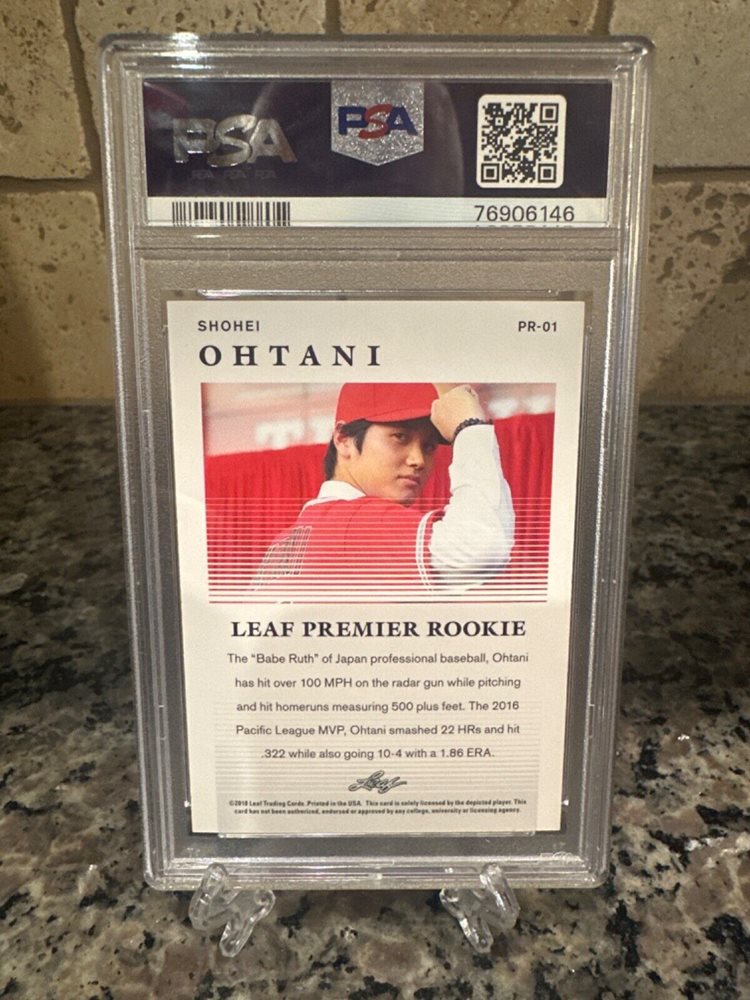 PSA
PSA
PSA PSA PSA
76906146
SHOHEI
PR-01
OHTANI
LEAF PREMIER ROOKIE
The "Babe Ruth" of Japan professional baseball, Ohtani
has hit over 100 MPH on the radar gun while pitching
and hit homeruns measuring 500 plus feet. The 2016
Pacific League MVP, Ohtani smashed 22 HRs and hit
.322 while also going 10-4 with a 1.86 ERA.
Leaf
©2018 Leaf Trading Cards. Printed in the USA. This card is solely licensed by the depicted player. This
card has not been authorized, endorsed or approved by any college, university or licensing agency.